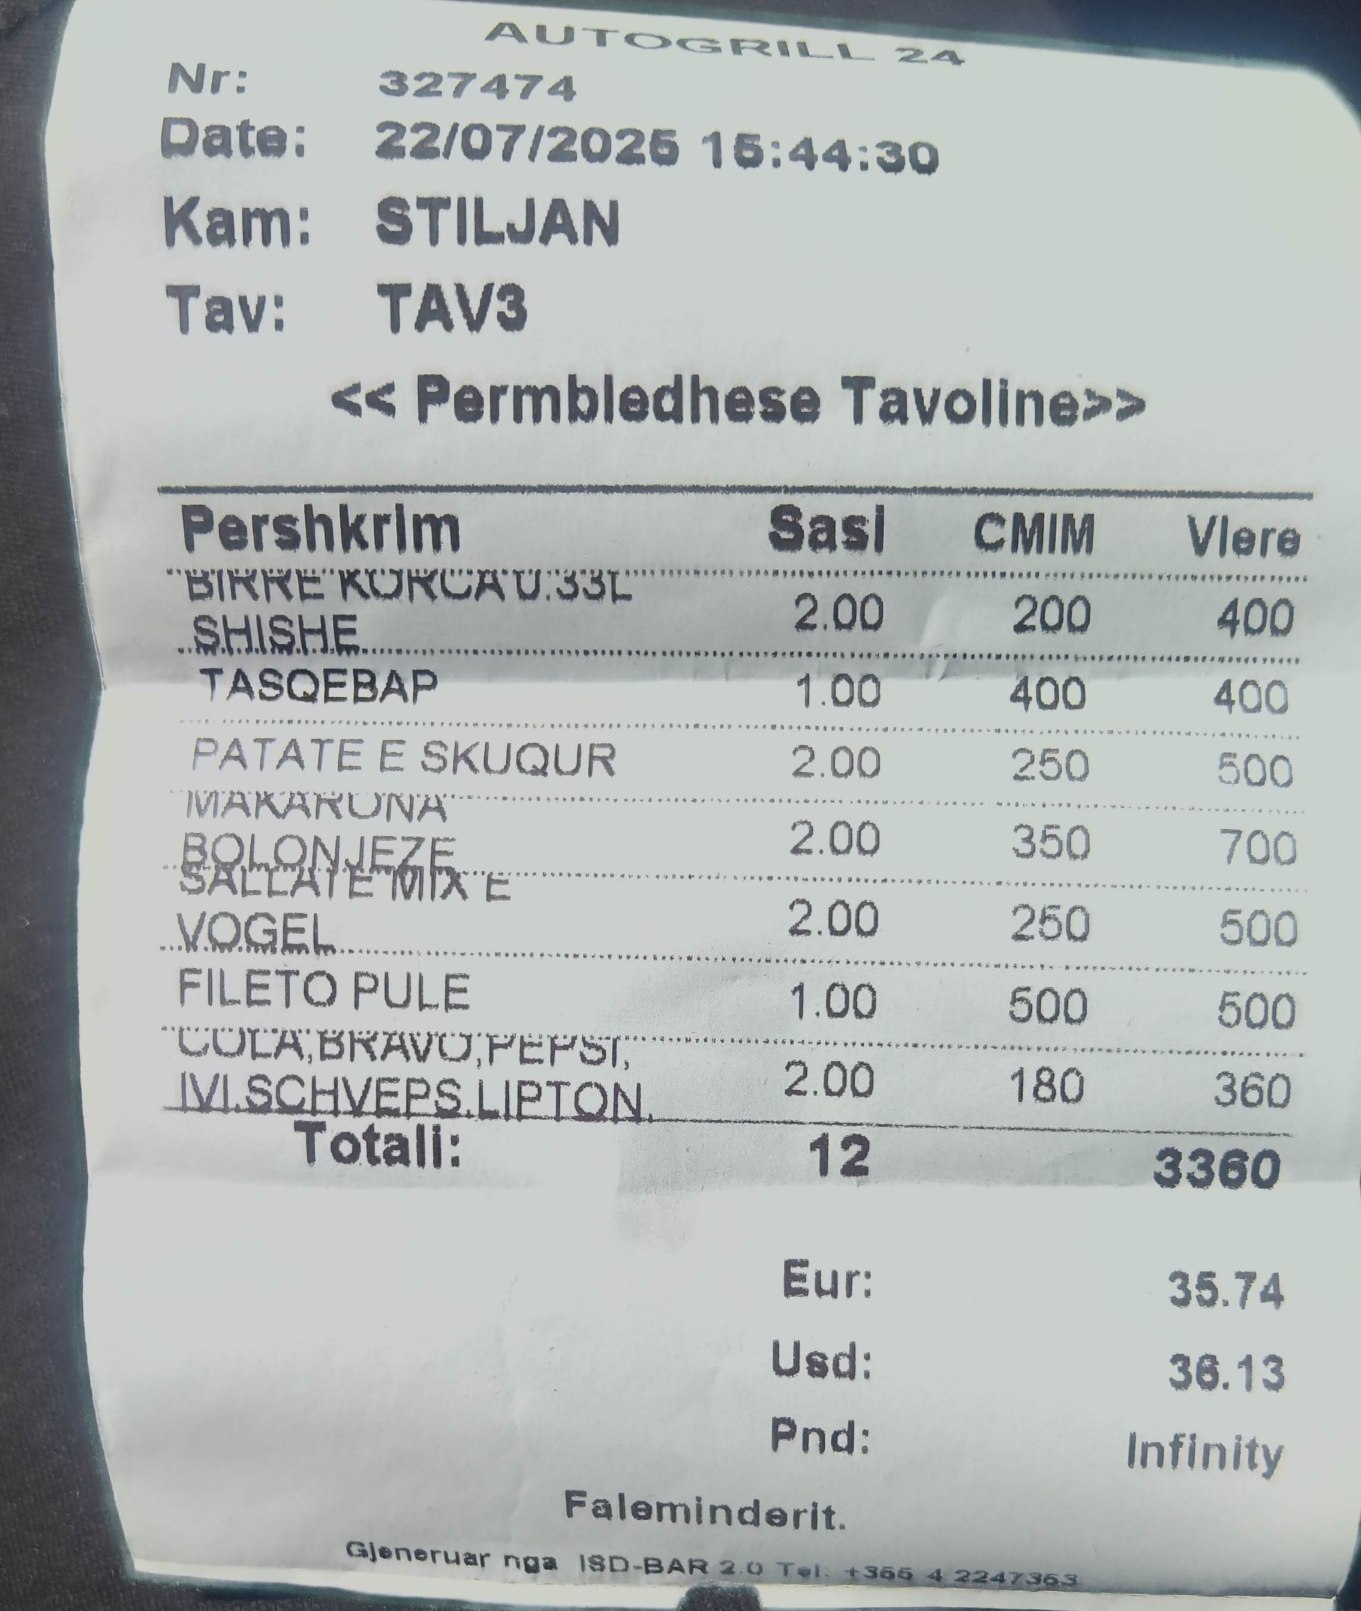 AUTOGRILL 24
Nr: 327474
Date: 22/07/2025 15:44:30
Kam: STILJAN
Tav: TAV3
<< Permbledhese Tavoline>>
Pershkrim Sasi CMIM Vlere
BIRRE KORCA 0.33L
SHISHE 2.00 200 400
TASQEBAP 1.00 400 400
PATATE E SKUQUR 2.00 250 500
MAKARONA
BOLONJEZE 2.00 350 700
SALLATE MIX E
VOGEL 2.00 250 500
FILETO PULE 1.00 500 500
COLA,BRAVO,PEPSI,
IVI.SCHVEPS.LIPTON. 2.00 180 360
Totali: 12 3360
Eur: 35.74
Usd: 36.13
Pnd: Infinity
Faleminderit.
Gjeneruar nga ISD-BAR 2.0 Tel: +355 4 2247353